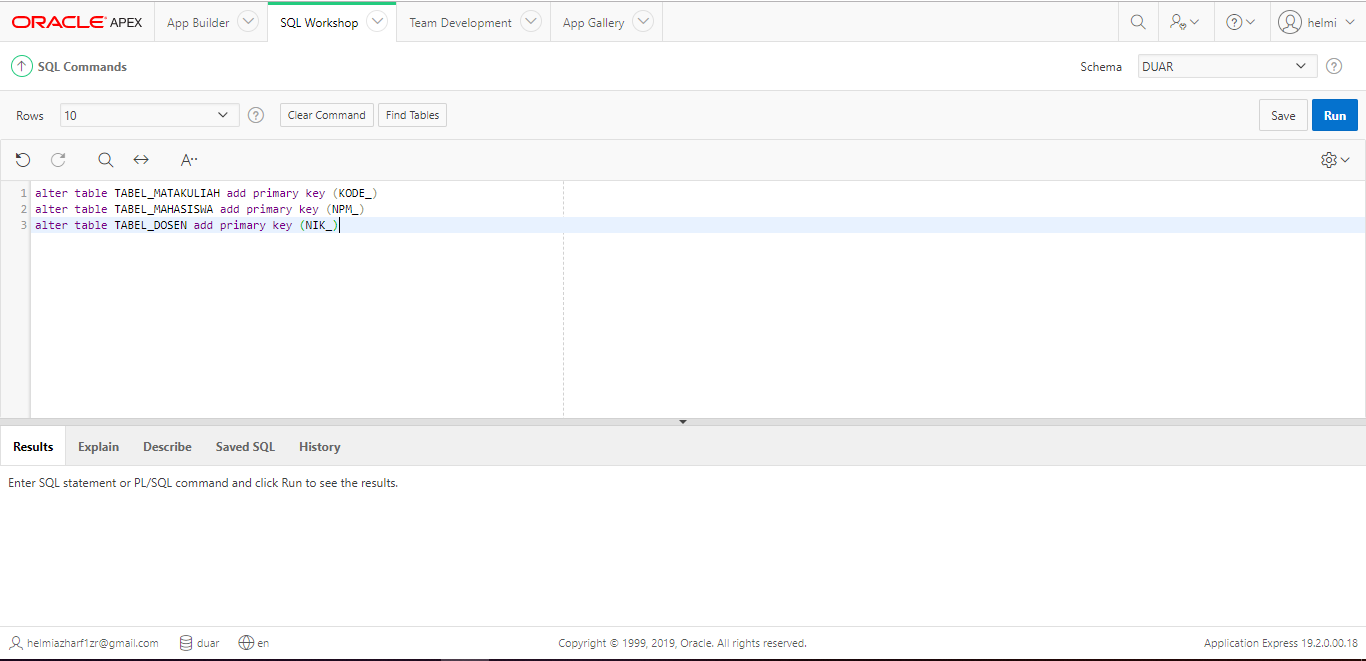 ORACLE APEX App Builder SQL Workshop Team Development App Gallery helmi
SQL Commands Schema DUAR
Rows 10 Clear Command Find Tables Save Run
A··
1 alter table TABEL_MATAKULIAH add primary key (KODE_)
2 alter table TABEL_MAHASISWA add primary key (NPM_)
3 alter table TABEL_DOSEN add primary key (NIK_)
Results Explain Describe Saved SQL History
Enter SQL statement or PL/SQL command and click Run to see the results.
helmiazharf1zr@gmail.com duar en Copyright © 1999, 2019, Oracle. All rights reserved. Application Express 19.2.0.00.18